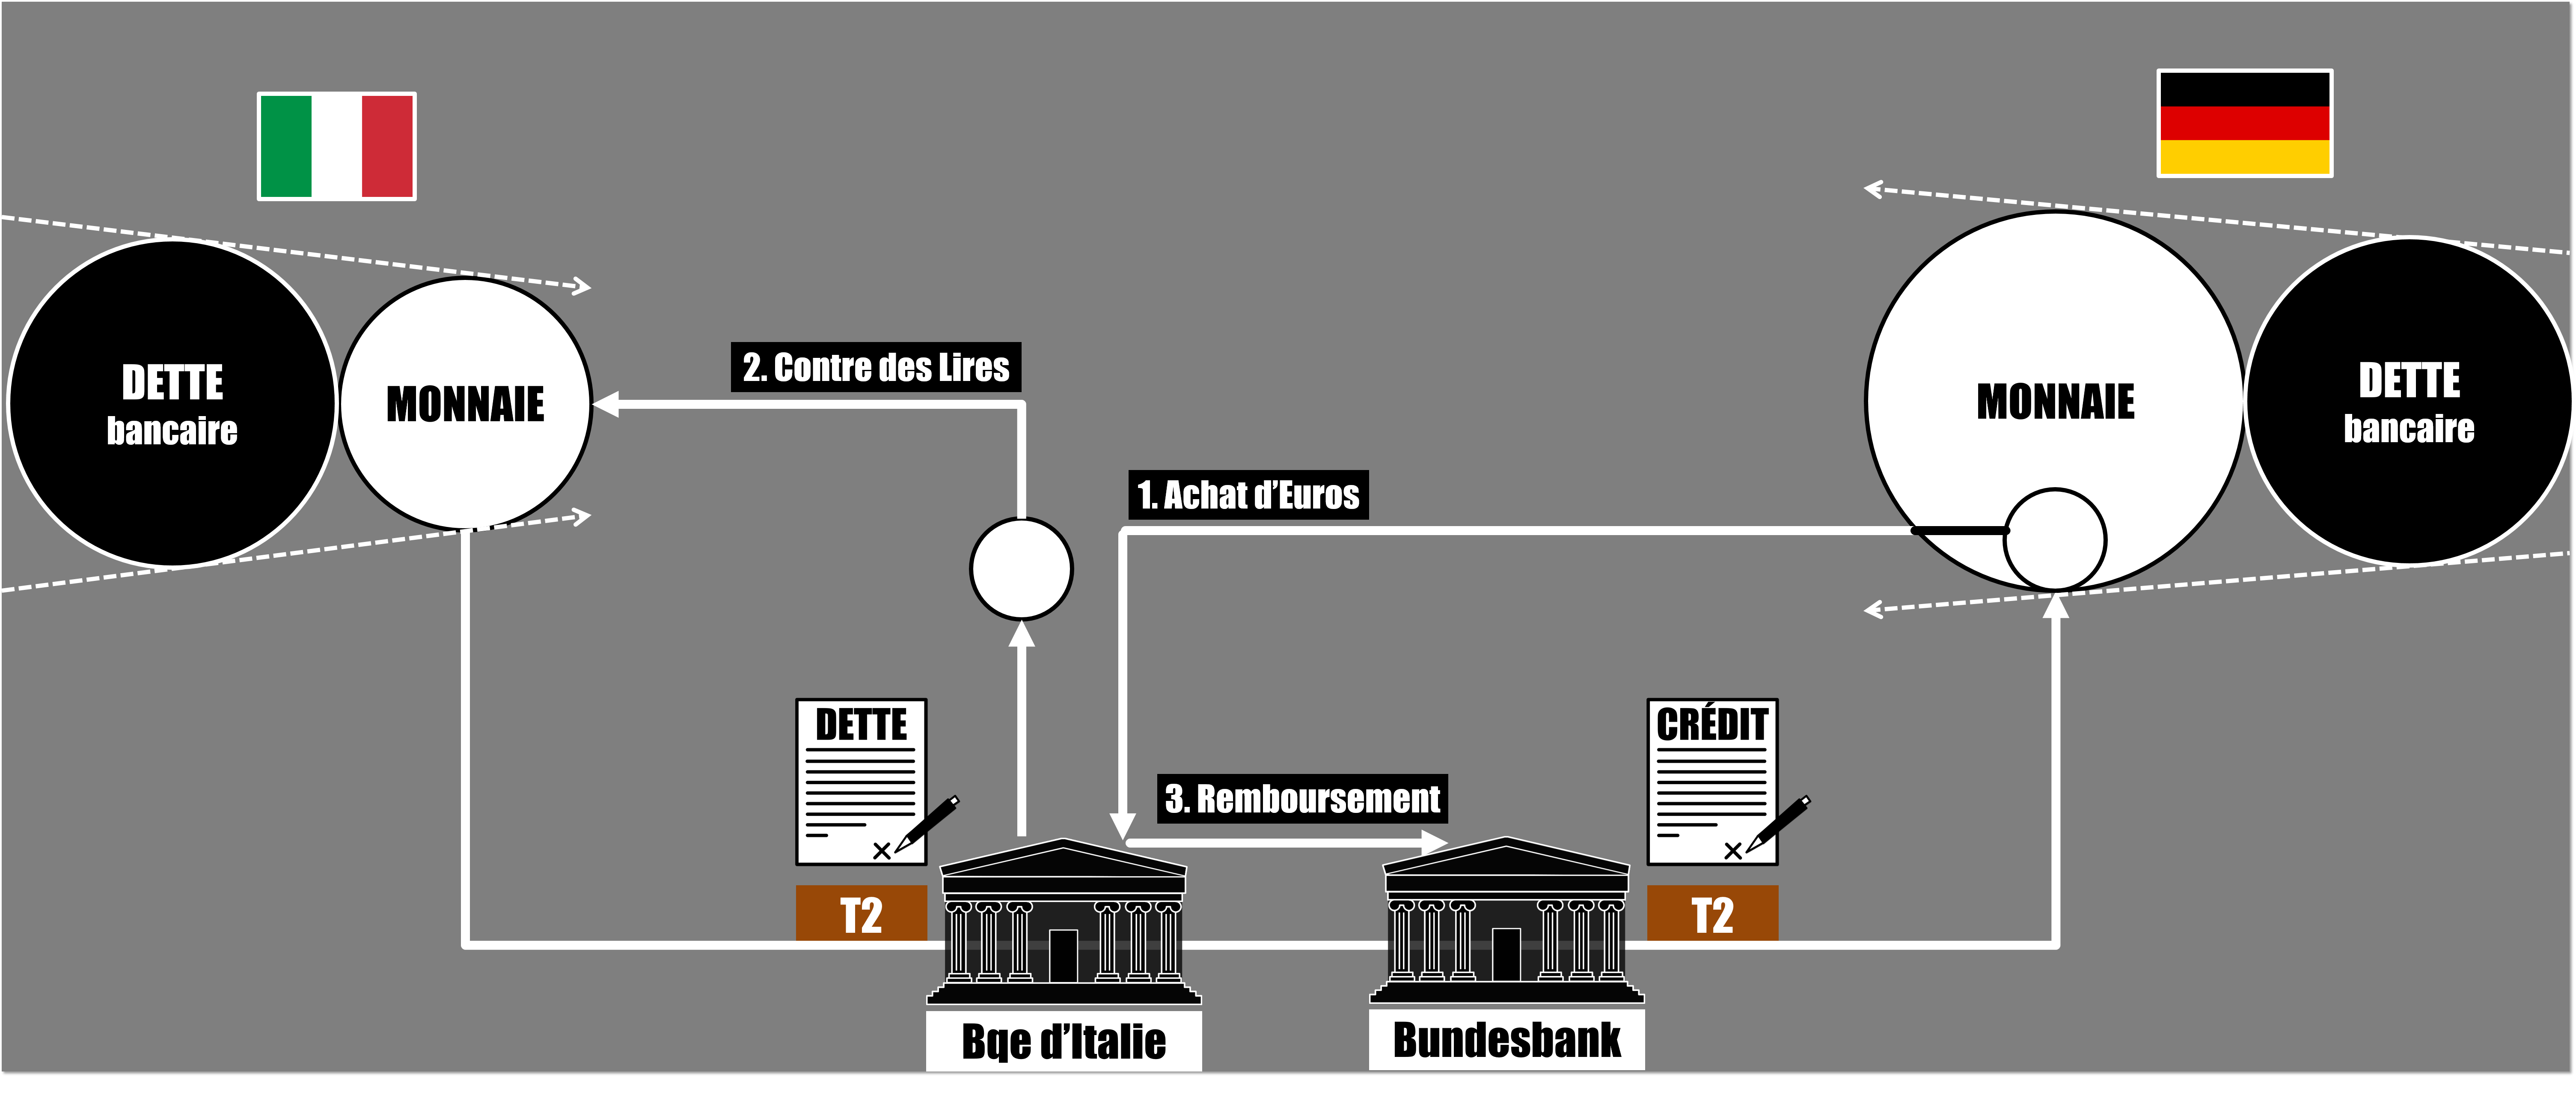 DETTE
bancaire
MONNAIE
2. Contre des Lires
1. Achat d'Euros
MONNAIE
DETTE
bancaire
DETTE
CRÉDIT
3. Remboursement
T2
T2
Bqe d'Italie
Bundesbank